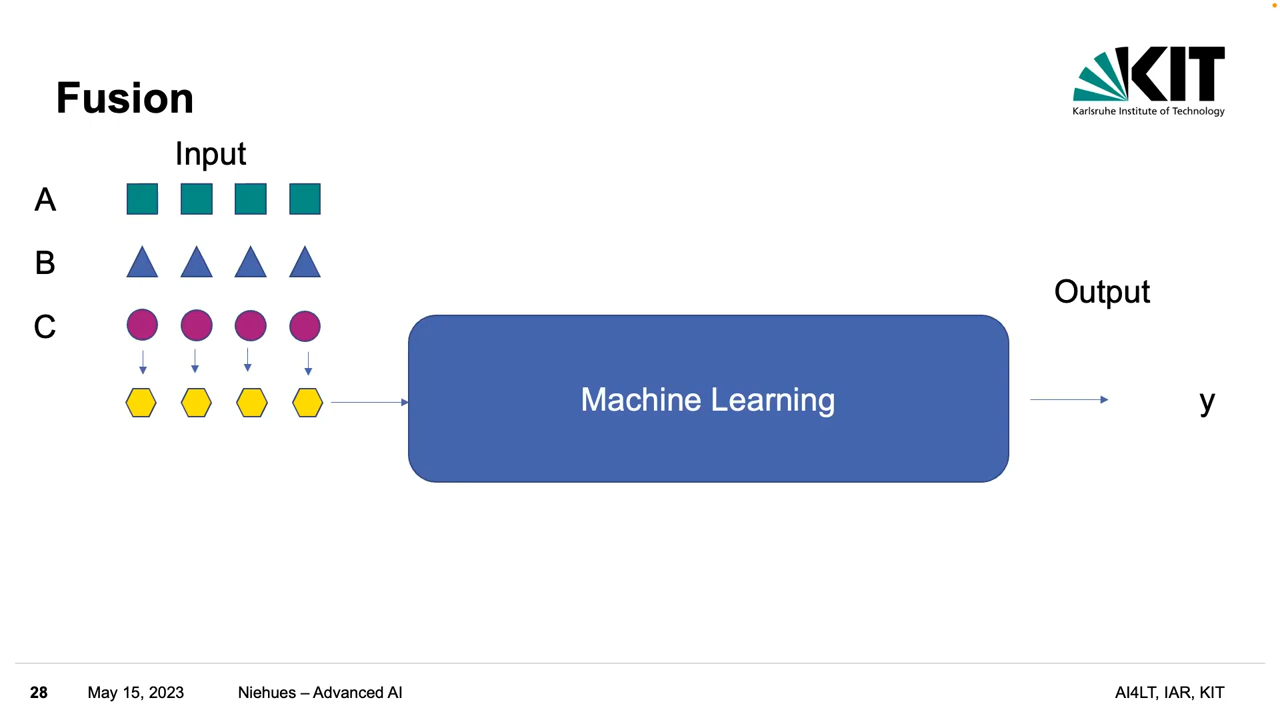 Fusion
KIT
Karlsruhe Institute of Technology
Input
A
B
C
Machine Learning
Output
y
28
May 15, 2023
Niehues – Advanced AI
AI4LT, IAR, KIT